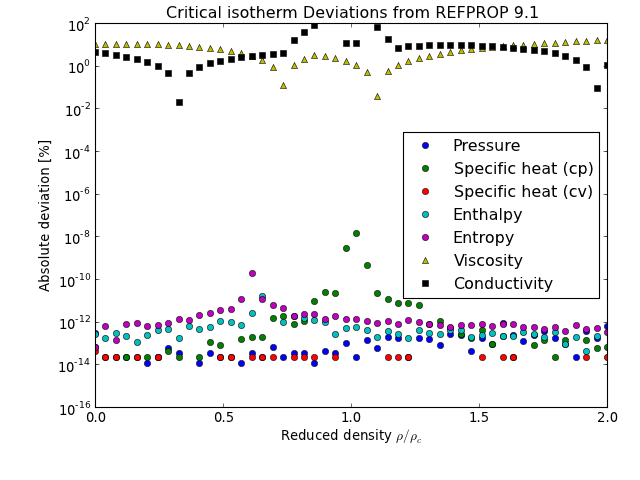 Critical isotherm Deviations from REFPROP 9.1
Absolute deviation [%]
10^2
10^0
10^-2
10^-4
10^-6
10^-8
10^-10
10^-12
10^-14
10^-16
Pressure
Specific heat (cp)
Specific heat (cv)
Enthalpy
Entropy
Viscosity
Conductivity
0.0 0.5 1.0 1.5 2.0
Reduced density ρ/ρ_c